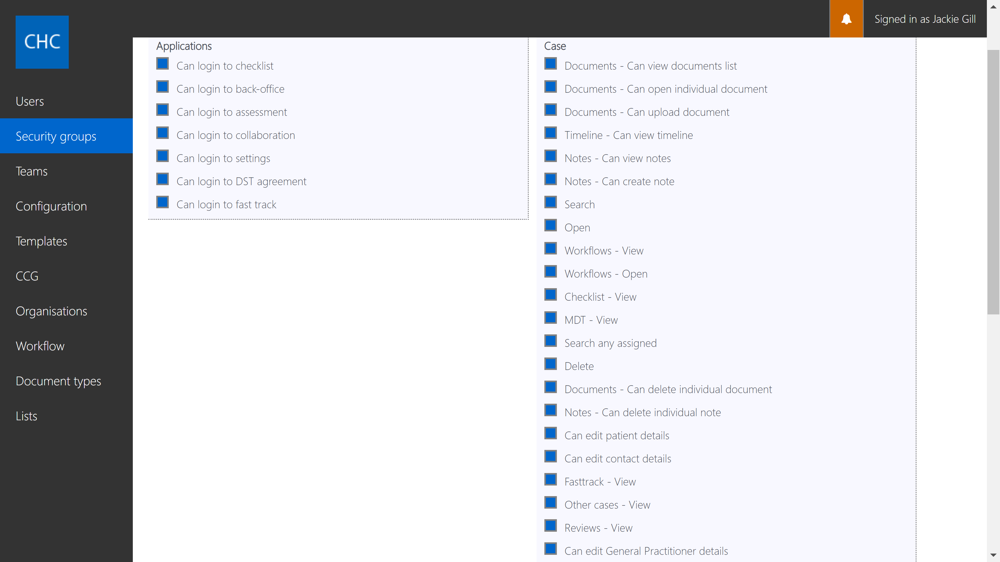 CHC
Signed in as Jackie Gill
Users
Security groups
Teams
Configuration
Templates
CCG
Organisations
Workflow
Document types
Lists
Applications
Can login to checklist
Can login to back-office
Can login to assessment
Can login to collaboration
Can login to settings
Can login to DST agreement
Can login to fast track
Case
Documents - Can view documents list
Documents - Can open individual document
Documents - Can upload document
Timeline - Can view timeline
Notes - Can view notes
Notes - Can create note
Search
Open
Workflows - View
Workflows - Open
Checklist - View
MDT - View
Search any assigned
Delete
Documents - Can delete individual document
Notes - Can delete individual note
Can edit patient details
Can edit contact details
Fasttrack - View
Other cases - View
Reviews - View
Can edit General Practitioner details